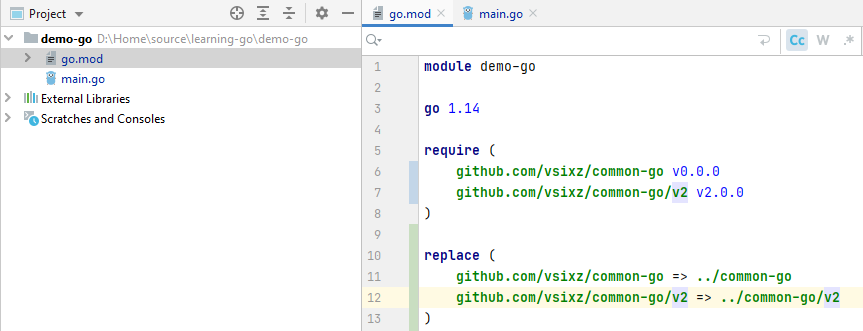 Project
demo-go D:\Home\source\learning-go\demo-go
go.mod
main.go
External Libraries
Scratches and Consoles
go.mod main.go
Cc W .*
1 module demo-go
2
3 go 1.14
4
5 require (
6 github.com/vsixz/common-go v0.0.0
7 github.com/vsixz/common-go/v2 v2.0.0
8 )
9
10 replace (
11 github.com/vsixz/common-go => ../common-go
12 github.com/vsixz/common-go/v2 => ../common-go/v2
13 )